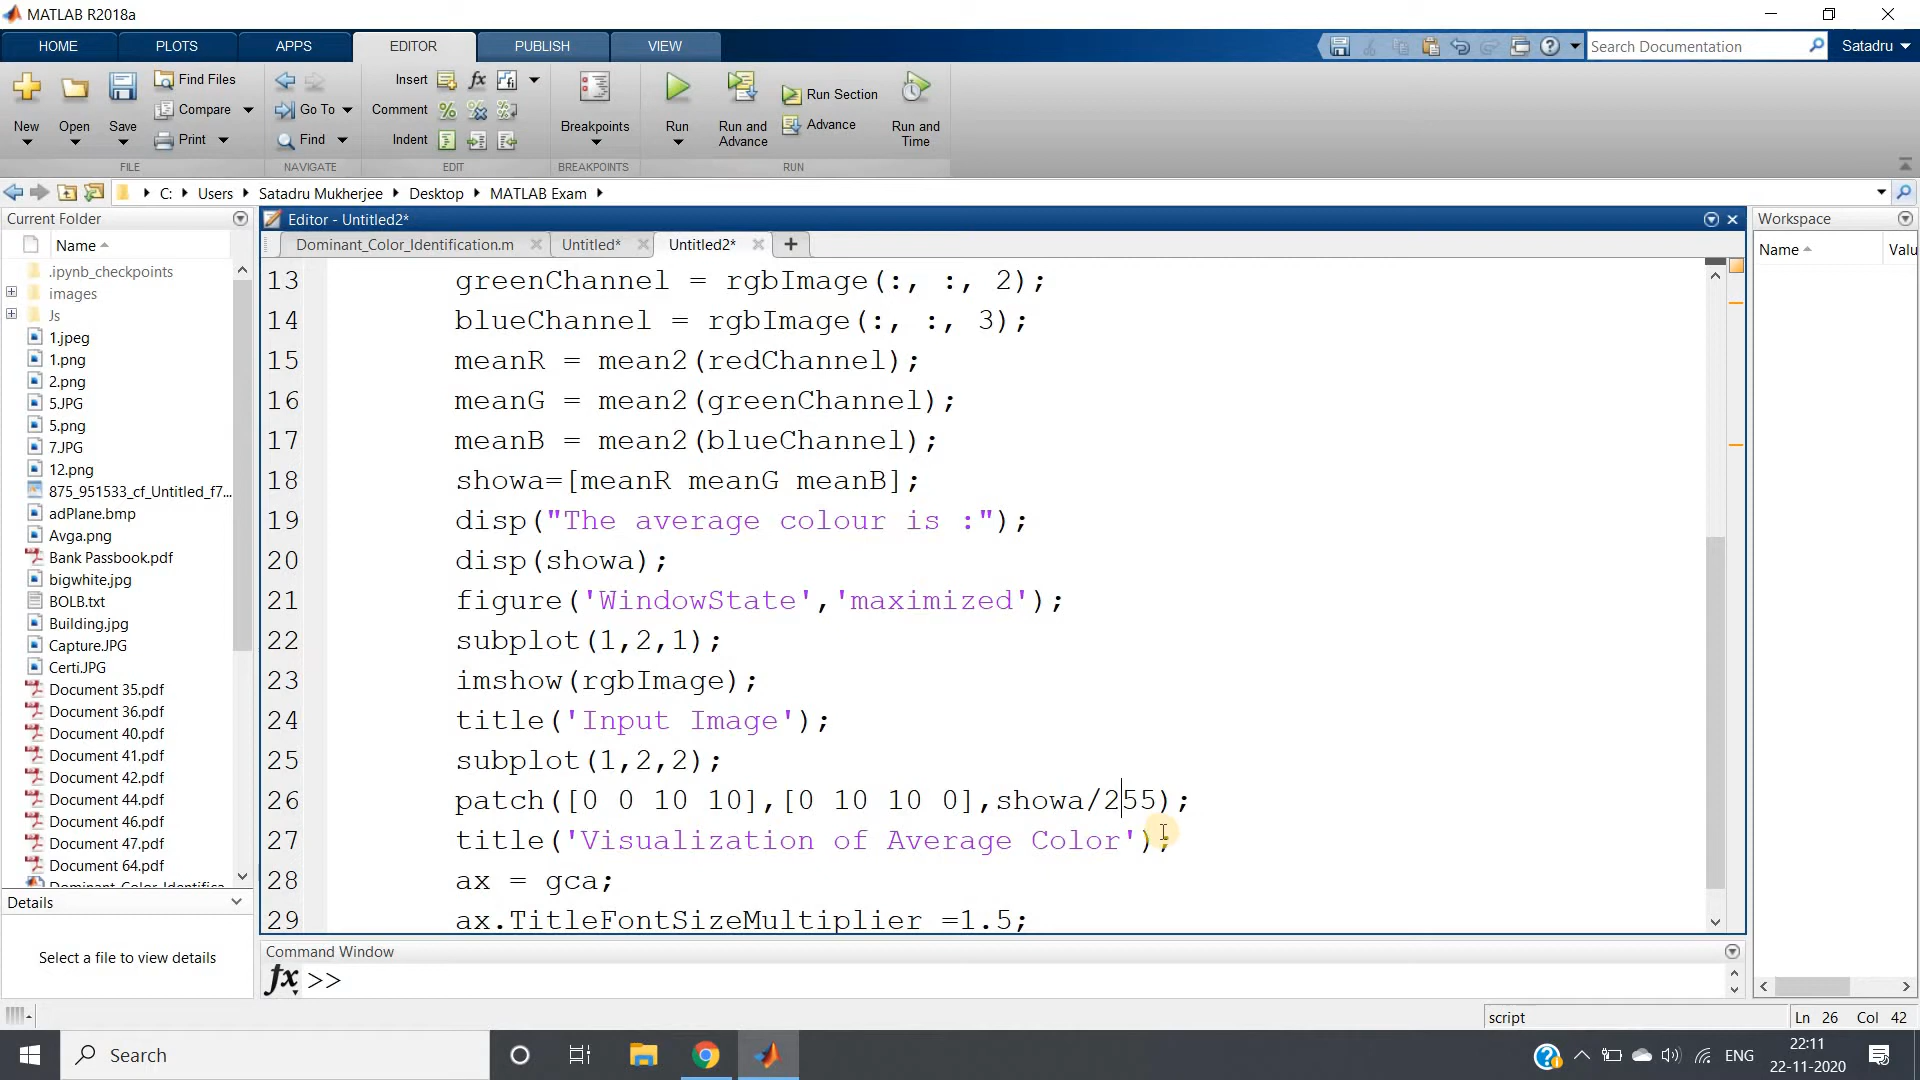 MATLAB R2018a
HOME PLOTS APPS EDITOR PUBLISH VIEW Search Documentation Satadru
New Open Save Find Files Compare Print
Go To Find
Insert fx Comment Indent
Breakpoints Run Run and Advance Run Section Advance Run and Time
FILE NAVIGATE EDIT BREAKPOINTS RUN
C: Users Satadru Mukherjee Desktop MATLAB Exam
Current Folder
Name
.ipynb_checkpoints
images
Js
1.jpeg
1.png
2.png
5.JPG
5.png
7.JPG
12.png
875_951533_cf_Untitled_f7...
adPlane.bmp
Avga.png
Bank Passbook.pdf
bigwhite.jpg
BOLB.txt
Building.jpg
Capture.JPG
Certi.JPG
Document 35.pdf
Document 36.pdf
Document 40.pdf
Document 41.pdf
Document 42.pdf
Document 44.pdf
Document 46.pdf
Document 47.pdf
Document 64.pdf
Details
Select a file to view details
Editor - Untitled2*
Dominant_Color_Identification.m Untitled* Untitled2*
13 greenChannel = rgbImage(:, :, 2);
14 blueChannel = rgbImage(:, :, 3);
15 meanR = mean2(redChannel);
16 meanG = mean2(greenChannel);
17 meanB = mean2(blueChannel);
18 showa=[meanR meanG meanB];
19 disp("The average colour is :");
20 disp(showa);
21 figure('WindowState','maximized');
22 subplot(1,2,1);
23 imshow(rgbImage);
24 title('Input Image');
25 subplot(1,2,2);
26 patch([0 0 10 10],[0 10 10 0],showa/255);
27 title('Visualization of Average Color');
28 ax = gca;
29 ax.TitleFontSizeMultiplier =1.5;
Command Window
fx >>
Workspace
Name Valu
script Ln 26 Col 42
Search
ENG
22:11
22-11-2020